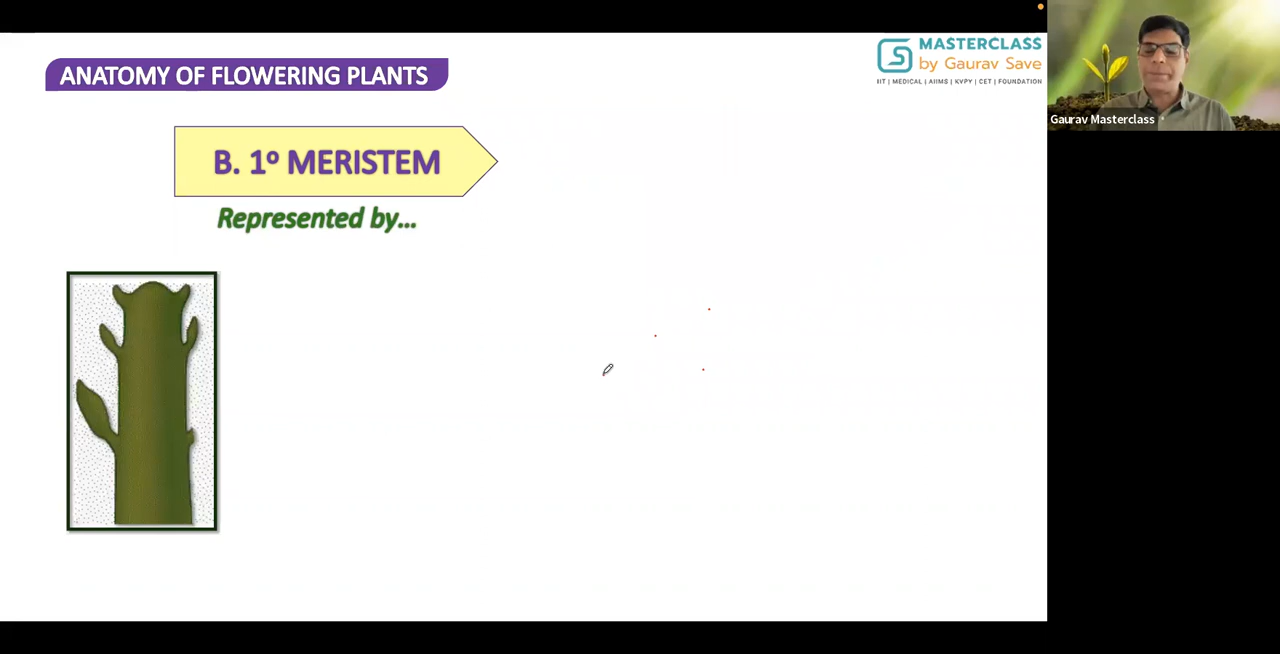 MASTERCLASS
by Gaurav Save
IIT | MEDICAL | AIIMS | KVPY | CET | FOUNDATION
ANATOMY OF FLOWERING PLANTS
Gaurav Masterclass
B. 1º MERISTEM
Represented by...